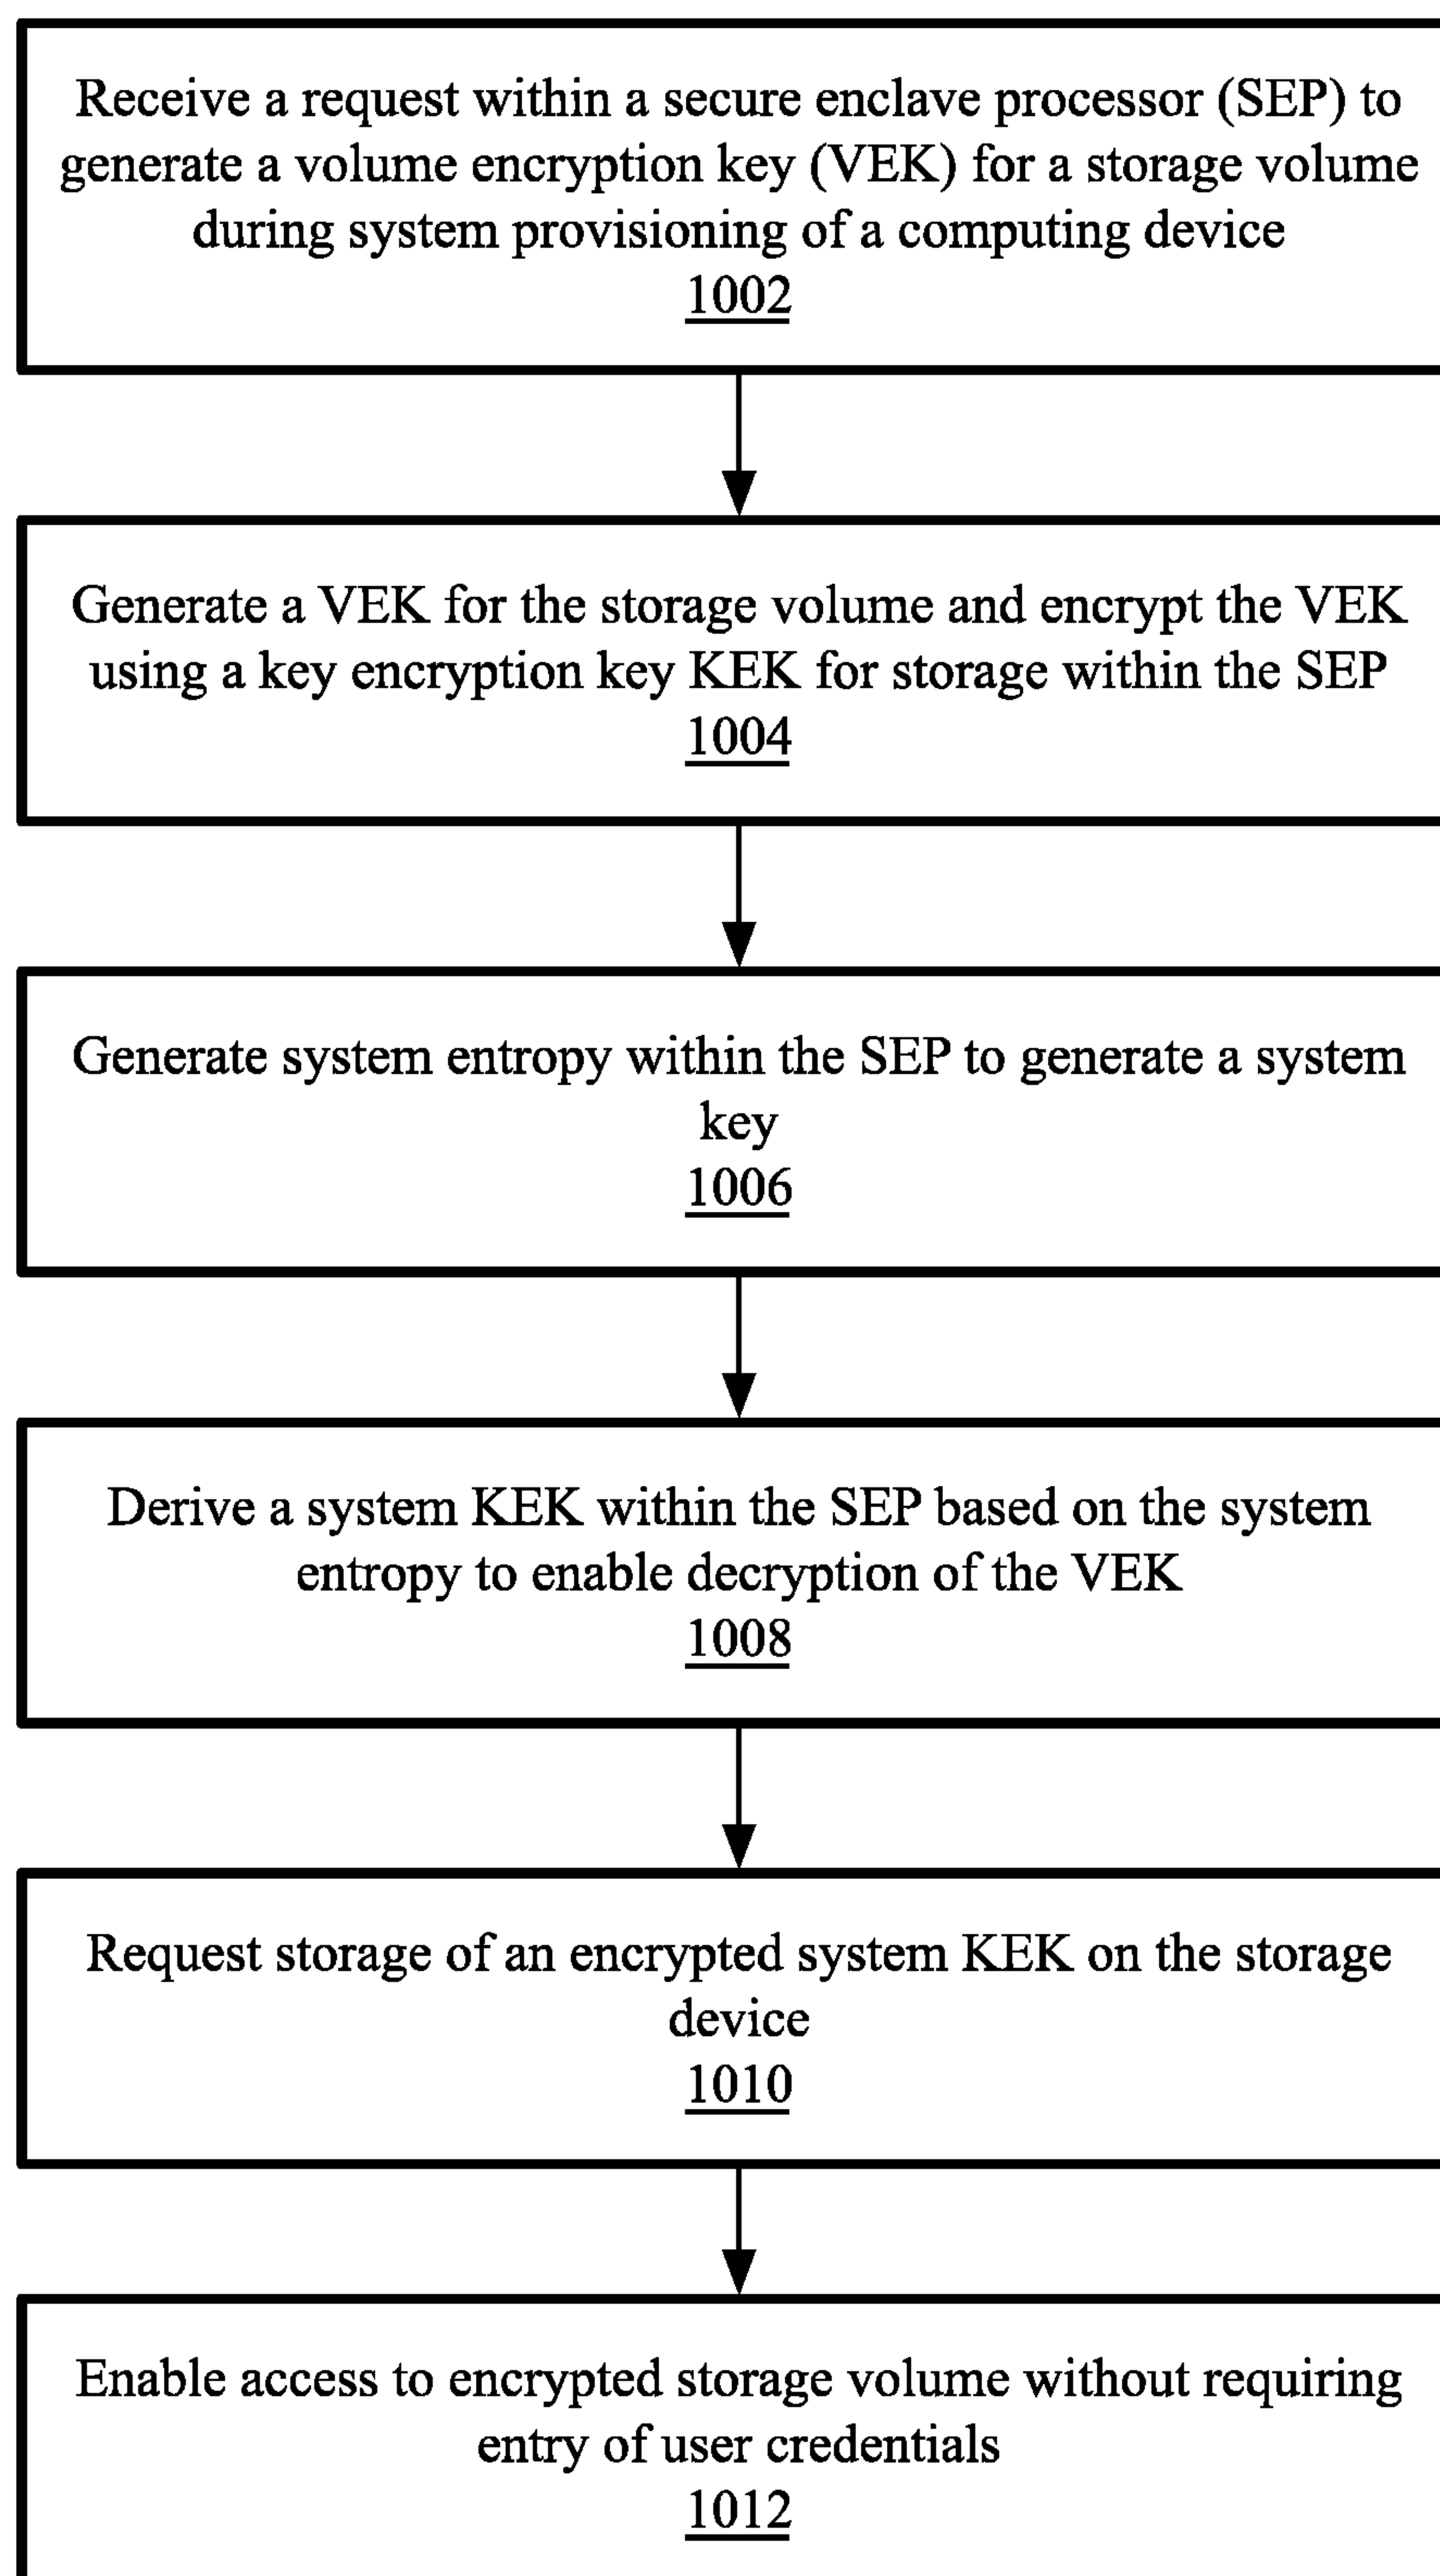 Receive a request within a secure enclave processor (SEP) to
generate a volume encryption key (VEK) for a storage volume
during system provisioning of a computing device
1002
Generate a VEK for the storage volume and encrypt the VEK
using a key encryption key KEK for storage within the SEP
1004
Generate system entropy within the SEP to generate a system
key
1006
Derive a system KEK within the SEP based on the system
entropy to enable decryption of the VEK
1008
Request storage of an encrypted system KEK on the storage
device
1010
Enable access to encrypted storage volume without requiring
entry of user credentials
1012